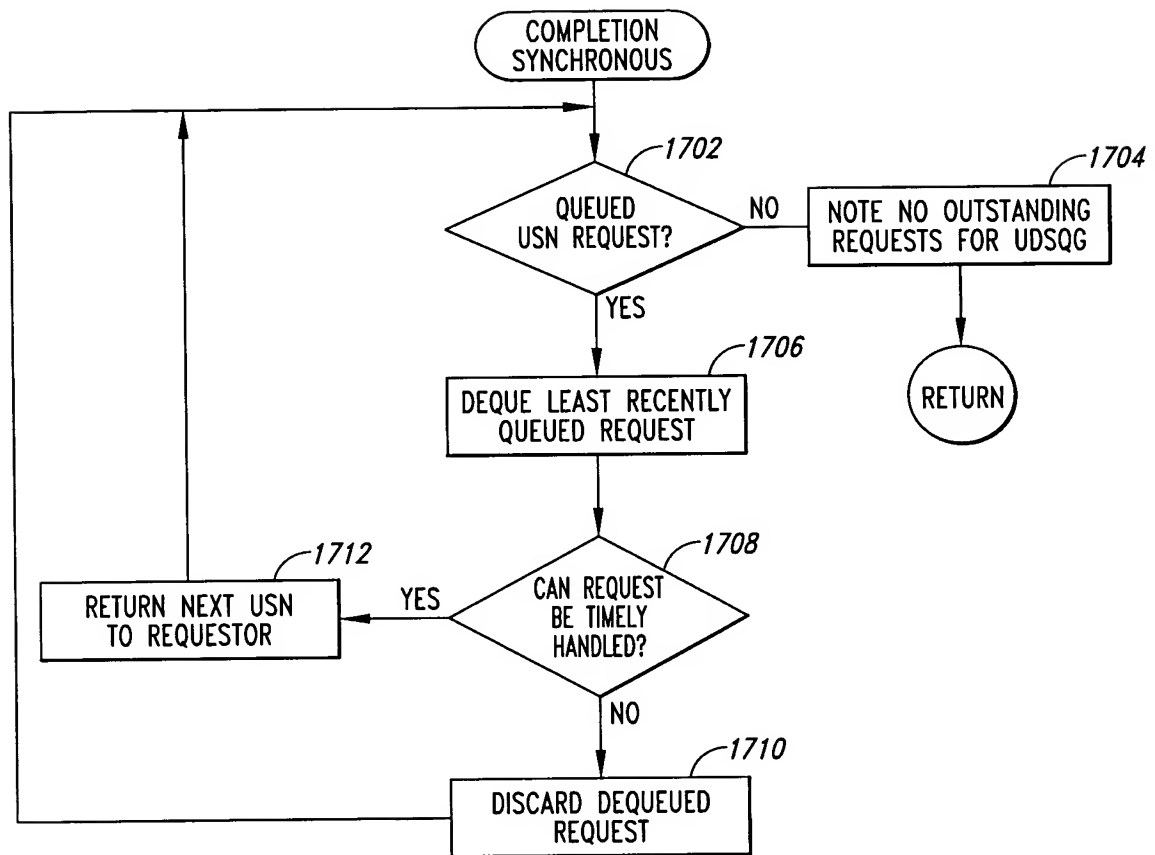 COMPLETION
SYNCHRONOUS
1702
QUEUED
USN REQUEST?
NO
1704
NOTE NO OUTSTANDING
REQUESTS FOR UDSQG
YES
RETURN
1706
DEQUE LEAST RECENTLY
QUEUED REQUEST
1708
CAN REQUEST
BE TIMELY
HANDLED?
YES
1712
RETURN NEXT USN
TO REQUESTOR
NO
1710
DISCARD DEQUEUED
REQUEST